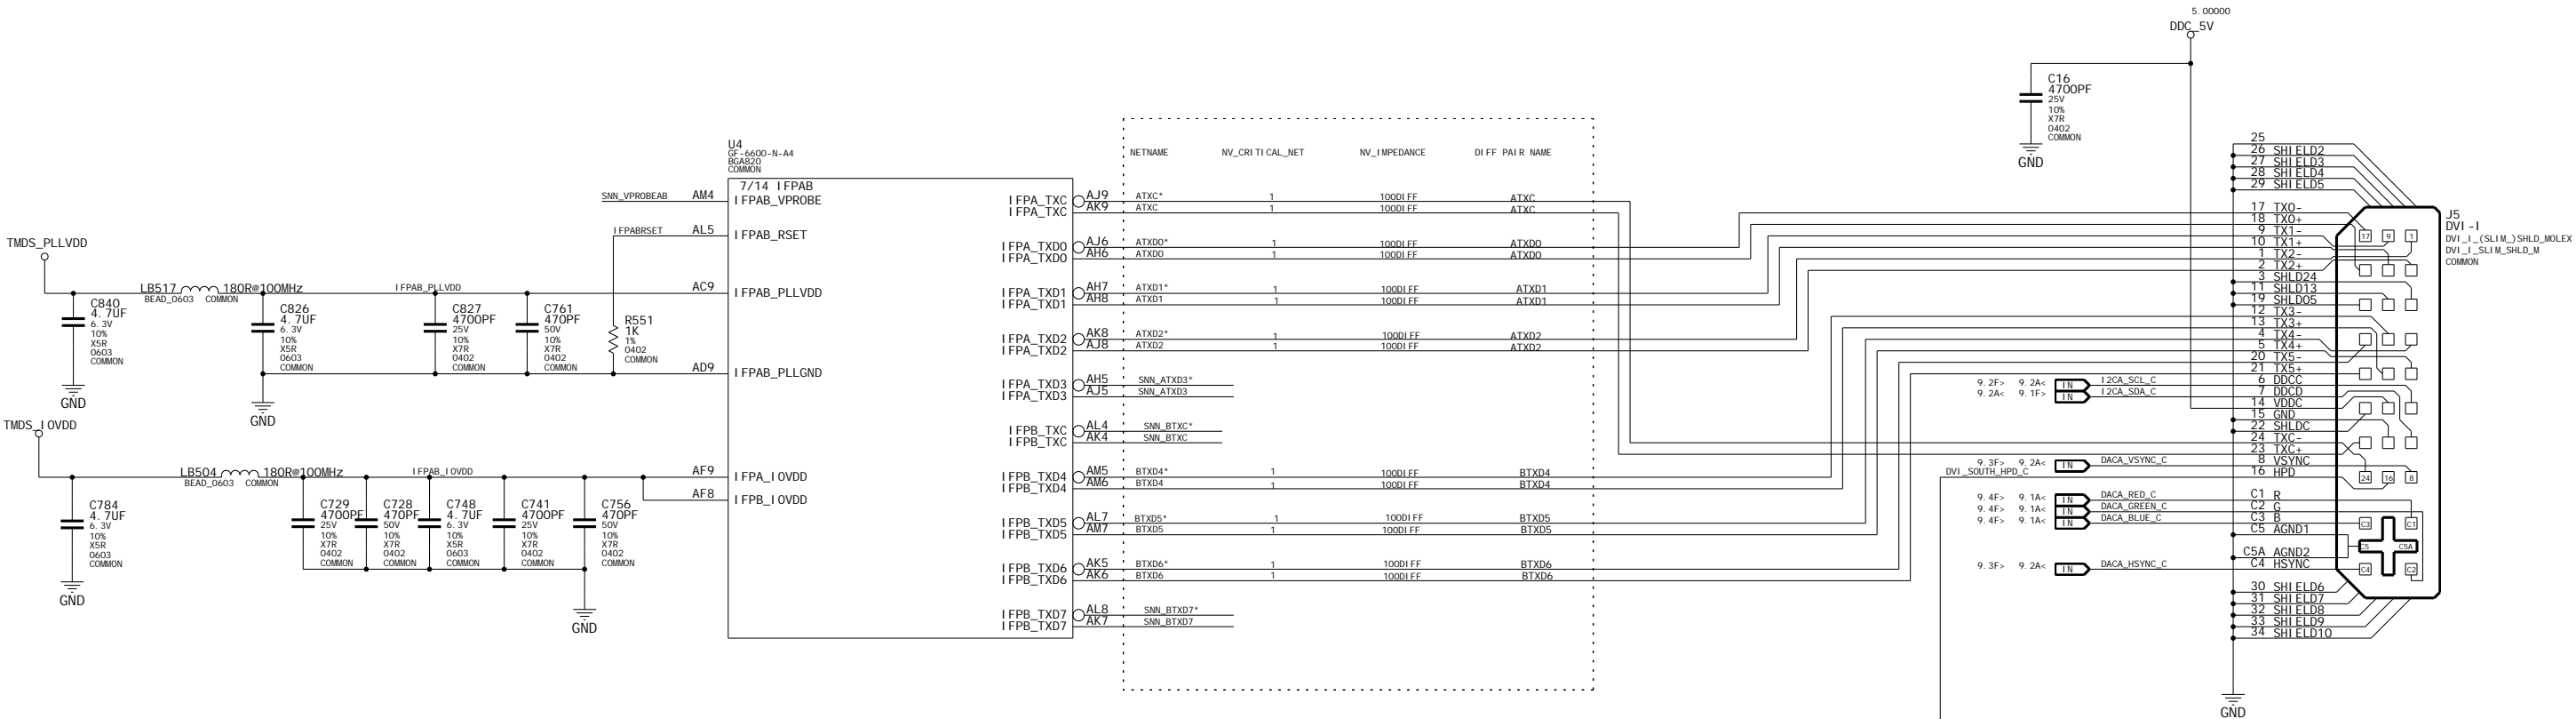 5.00000
DDC_5V
C16
4700PF
25V
10%
X7R
0402
COMMON
GND
U4
GF-6600-N-A4
BGA820
COMMON
7/14 IFPAB
SNN_VPROBEAB AM4 IFPAB_VPROBE
IFPABRSET AL5 IFPAB_RSET
TMDS_PLLVDD
LB517 180R@100MHz
BEAD_0603 COMMON
IFPAB_PLLVDD AC9 IFPAB_PLLVDD
C840
4.7UF
6.3V
10%
X5R
0603
COMMON
GND
C826
4.7UF
6.3V
10%
X5R
0603
COMMON
GND
C827
4700PF
25V
10%
X7R
0402
COMMON
C761
470PF
50V
10%
X7R
0402
COMMON
R551
1K
1%
0402
COMMON
AD9 IFPAB_PLLGND
TMDS_IOVDD
LB504 180R@100MHz
BEAD_0603 COMMON
IFPAB_IOVDD AF9 IFPA_IOVDD
AF8 IFPB_IOVDD
C784
4.7UF
6.3V
10%
X5R
0603
COMMON
GND
C729
4700PF
25V
10%
X7R
0402
COMMON
C728
470PF
50V
10%
X7R
0402
COMMON
C748
4.7UF
6.3V
10%
X5R
0603
COMMON
C741
4700PF
25V
10%
X7R
0402
COMMON
C756
470PF
50V
10%
X7R
0402
COMMON
GND
NETNAME NV_CRITICAL_NET NV_IMPEDANCE DIFF PAIR NAME
IFPA_TXC AJ9 ATXC* 1 100DIFF ATXC
IFPA_TXC AK9 ATXC 1 100DIFF ATXC
IFPA_TXD0 AJ6 ATXD0* 1 100DIFF ATXD0
IFPA_TXD0 AH6 ATXD0 1 100DIFF ATXD0
IFPA_TXD1 AH7 ATXD1* 1 100DIFF ATXD1
IFPA_TXD1 AH8 ATXD1 1 100DIFF ATXD1
IFPA_TXD2 AK8 ATXD2* 1 100DIFF ATXD2
IFPA_TXD2 AJ8 ATXD2 1 100DIFF ATXD2
IFPA_TXD3 AH5 SNN_ATXD3*
IFPA_TXD3 AJ5 SNN_ATXD3
IFPB_TXC AL4 SNN_BTXC*
IFPB_TXC AK4 SNN_BTXC
IFPB_TXD4 AM5 BTXD4* 1 100DIFF BTXD4
IFPB_TXD4 AM6 BTXD4 1 100DIFF BTXD4
IFPB_TXD5 AL7 BTXD5* 1 100DIFF BTXD5
IFPB_TXD5 AM7 BTXD5 1 100DIFF BTXD5
IFPB_TXD6 AK5 BTXD6* 1 100DIFF BTXD6
IFPB_TXD6 AK6 BTXD6 1 100DIFF BTXD6
IFPB_TXD7 AL8 SNN_BTXD7*
IFPB_TXD7 AK7 SNN_BTXD7
25
26 SHIELD2
27 SHIELD3
28 SHIELD4
29 SHIELD5
17 TX0-
18 TX0+
9 TX1-
10 TX1+
1 TX2-
2 TX2+
3 SHLD24
11 SHLD13
19 SHLD05
12 TX3-
13 TX3+
4 TX4-
5 TX4+
20 TX5-
21 TX5+
9.2F> 9.2A< IN I2CA_SCL_C 6 DDCC
9.2A< 9.1F> IN I2CA_SDA_C 7 DDCD
14 VDDC
15 GND
22 SHLDC
24 TXC-
23 TXC+
9.3F> 9.2A< IN DACA_VSYNC_C 8 VSYNC
DVI_SOUTH_HPD_C 16 HPD
9.4F> 9.1A< IN DACA_RED_C C1 R
9.4F> 9.1A< IN DACA_GREEN_C C2 G
9.4F> 9.1A< IN DACA_BLUE_C C3 B
C5 AGND1
C5A AGND2
9.3F> 9.2A< IN DACA_HSYNC_C C4 HSYNC
30 SHIELD6
31 SHIELD7
32 SHIELD8
33 SHIELD9
34 SHIELD10
GND
J5
DVI-I
DVI_I_(SLIM_)SHLD_MOLEX
DVI_I_SLIM_SHLD_M
COMMON
17 9 1
24 16 8
C3 C1
C5 C5A
C4 C2